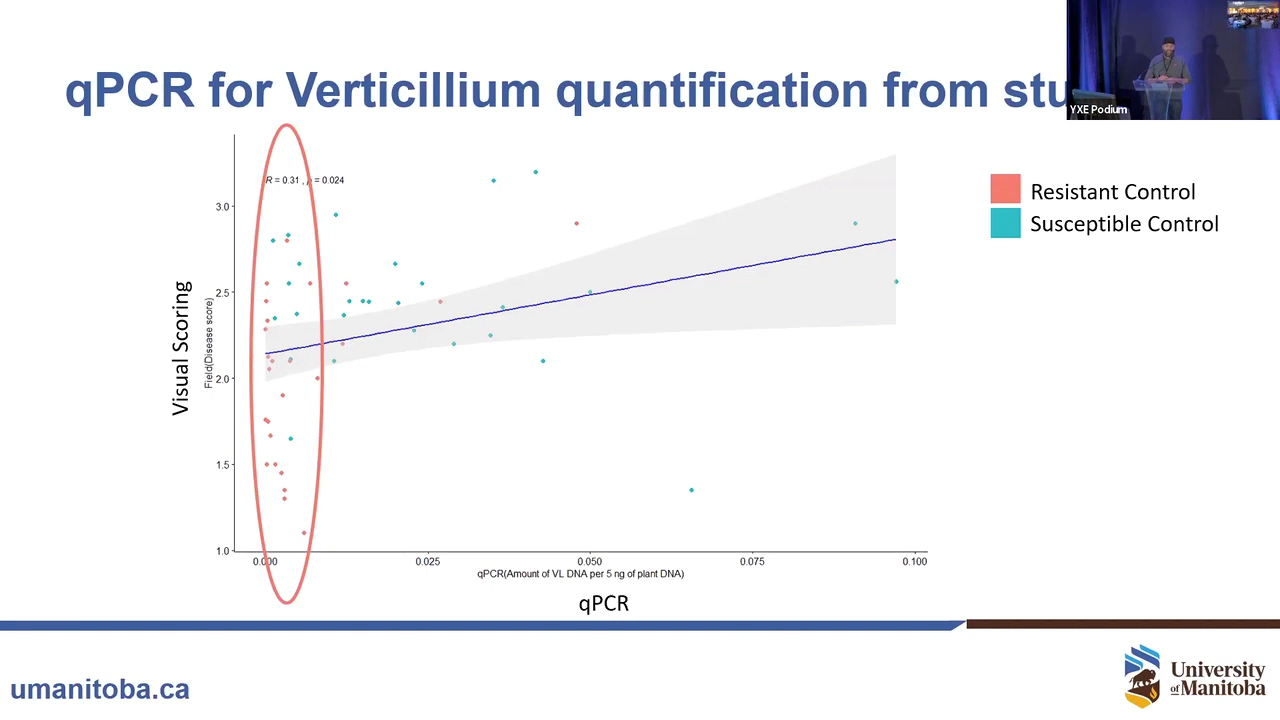 qPCR for Verticillium quantification from
YXE Podium
R = 0.31 , p = 0.024
Resistant Control
Susceptible Control
Visual Scoring
Field(Disease score)
3.0
2.5
2.0
1.5
1.0
0.000 0.025 0.050 0.075 0.100
qPCR(Amount of VL DNA per 5 ng of plant DNA)
qPCR
umanitoba.ca
University
of Manitoba